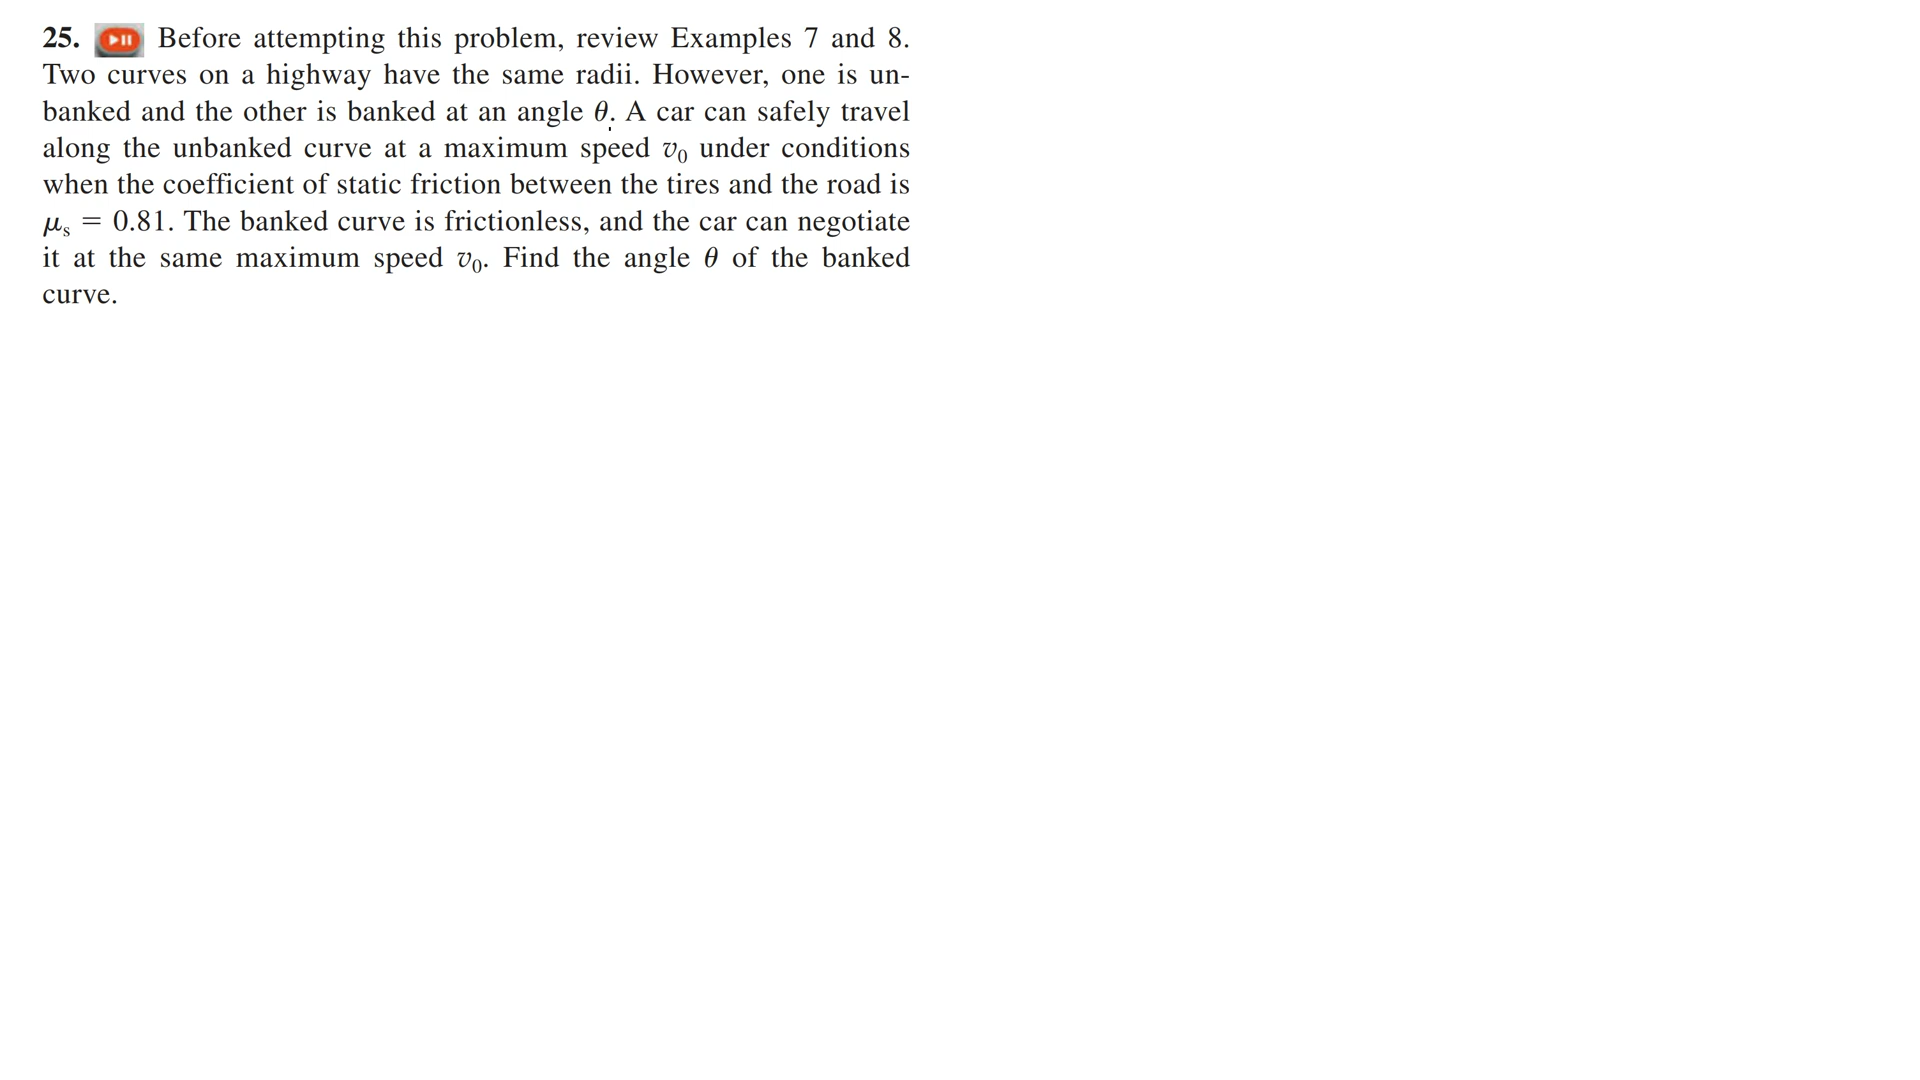 25. Before attempting this problem, review Examples 7 and 8.
Two curves on a highway have the same radii. However, one is un-
banked and the other is banked at an angle θ. A car can safely travel
along the unbanked curve at a maximum speed v₀ under conditions
when the coefficient of static friction between the tires and the road is
μₛ = 0.81. The banked curve is frictionless, and the car can negotiate
it at the same maximum speed v₀. Find the angle θ of the banked
curve.